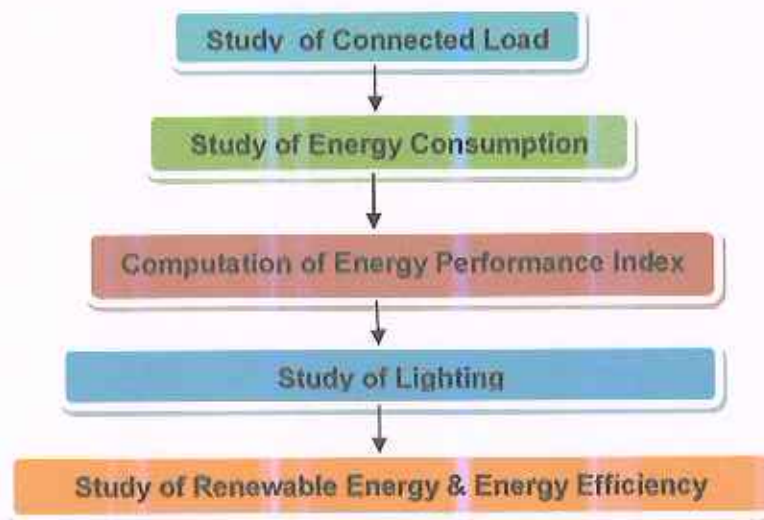 Study of Connected Load
Study of Energy Consumption
Computation of Energy Performance Index
Study of Lighting
Study of Renewable Energy & Energy Efficiency